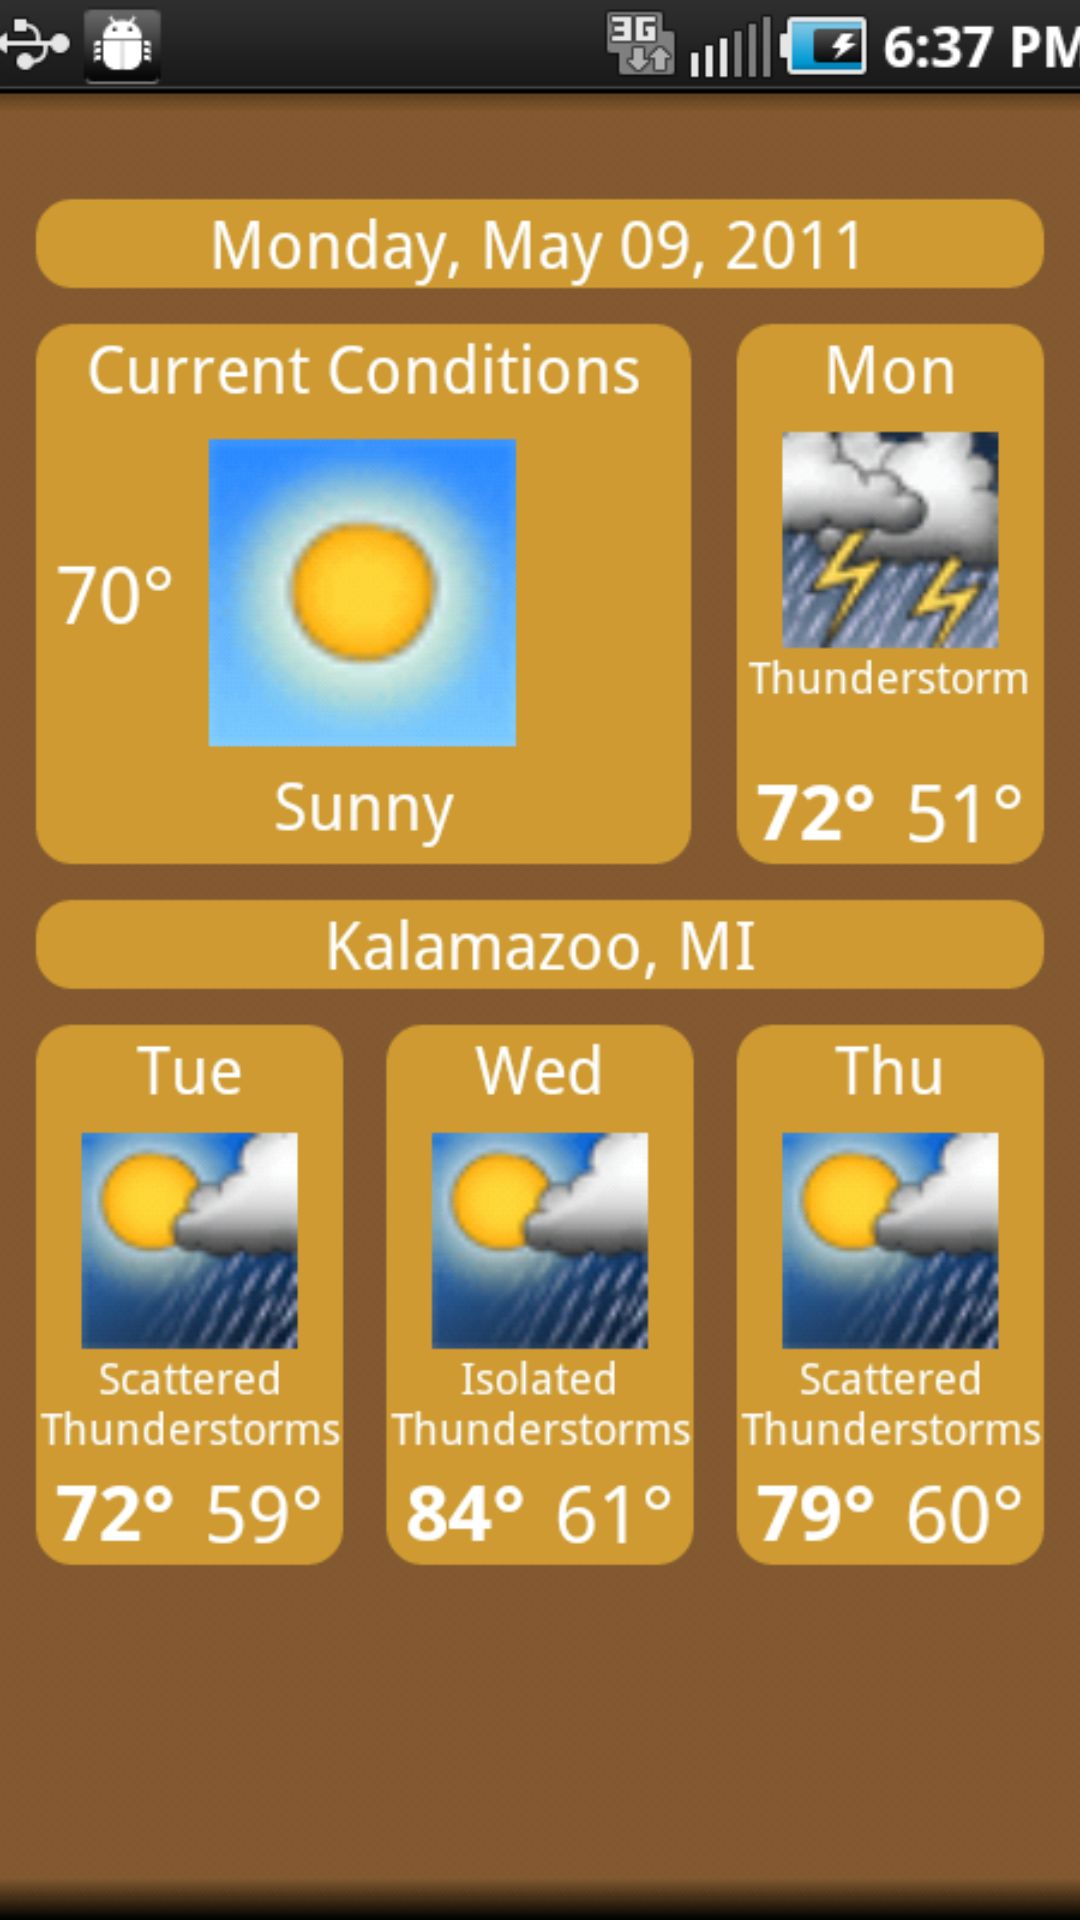 3G 6:37 PM
Monday, May 09, 2011
Current Conditions
70°
Sunny
Mon
Thunderstorm
72° 51°
Kalamazoo, MI
Tue
Scattered
Thunderstorms
72° 59°
Wed
Isolated
Thunderstorms
84° 61°
Thu
Scattered
Thunderstorms
79° 60°